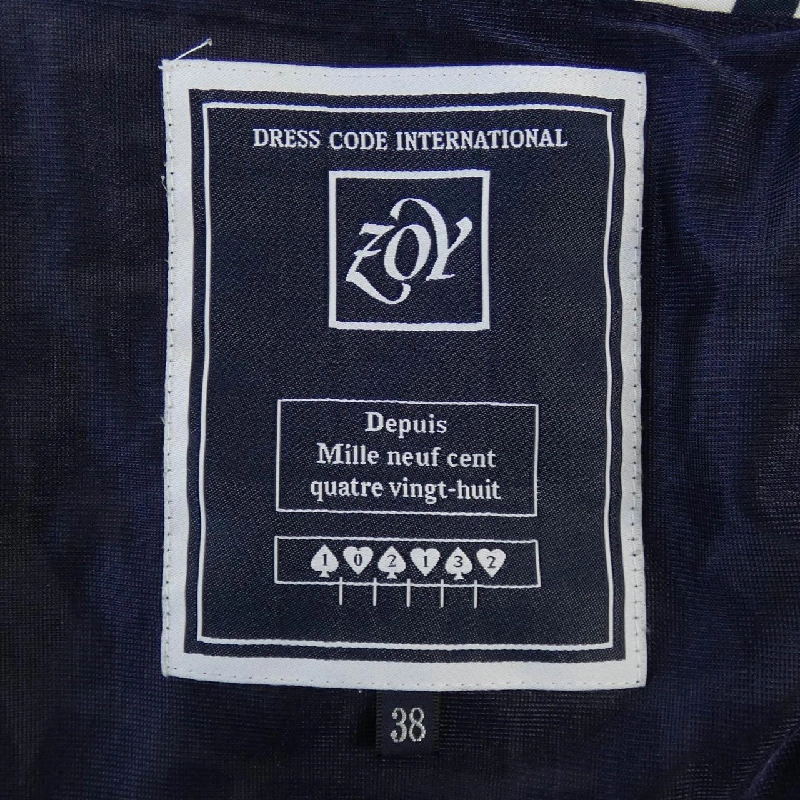 DRESS CODE INTERNATIONAL
ZOY
Depuis
Mille neuf cent
quatre vingt-huit
1 0 2 1 3 2
38